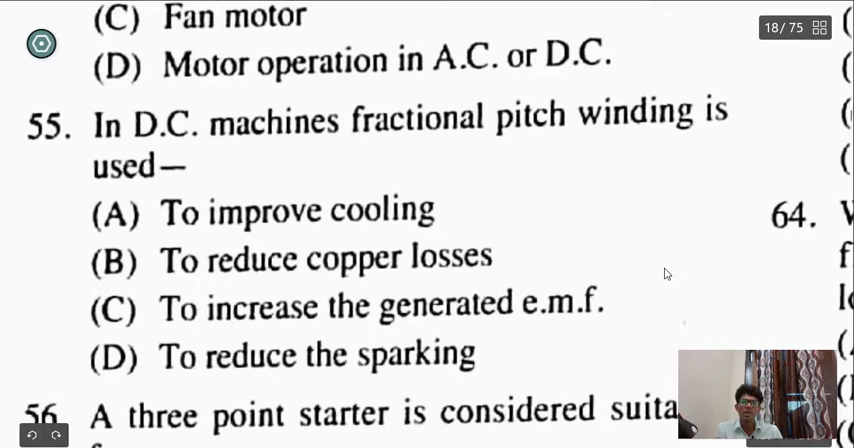 (C) Fan motor
18/75
(D) Motor operation in A.C. or D.C.
55. In D.C. machines fractional pitch winding is
used—
(A) To improve cooling
64.
(B) To reduce copper losses
(C) To increase the generated e.m.f.
(D) To reduce the sparking
56 A three point starter is considered suita